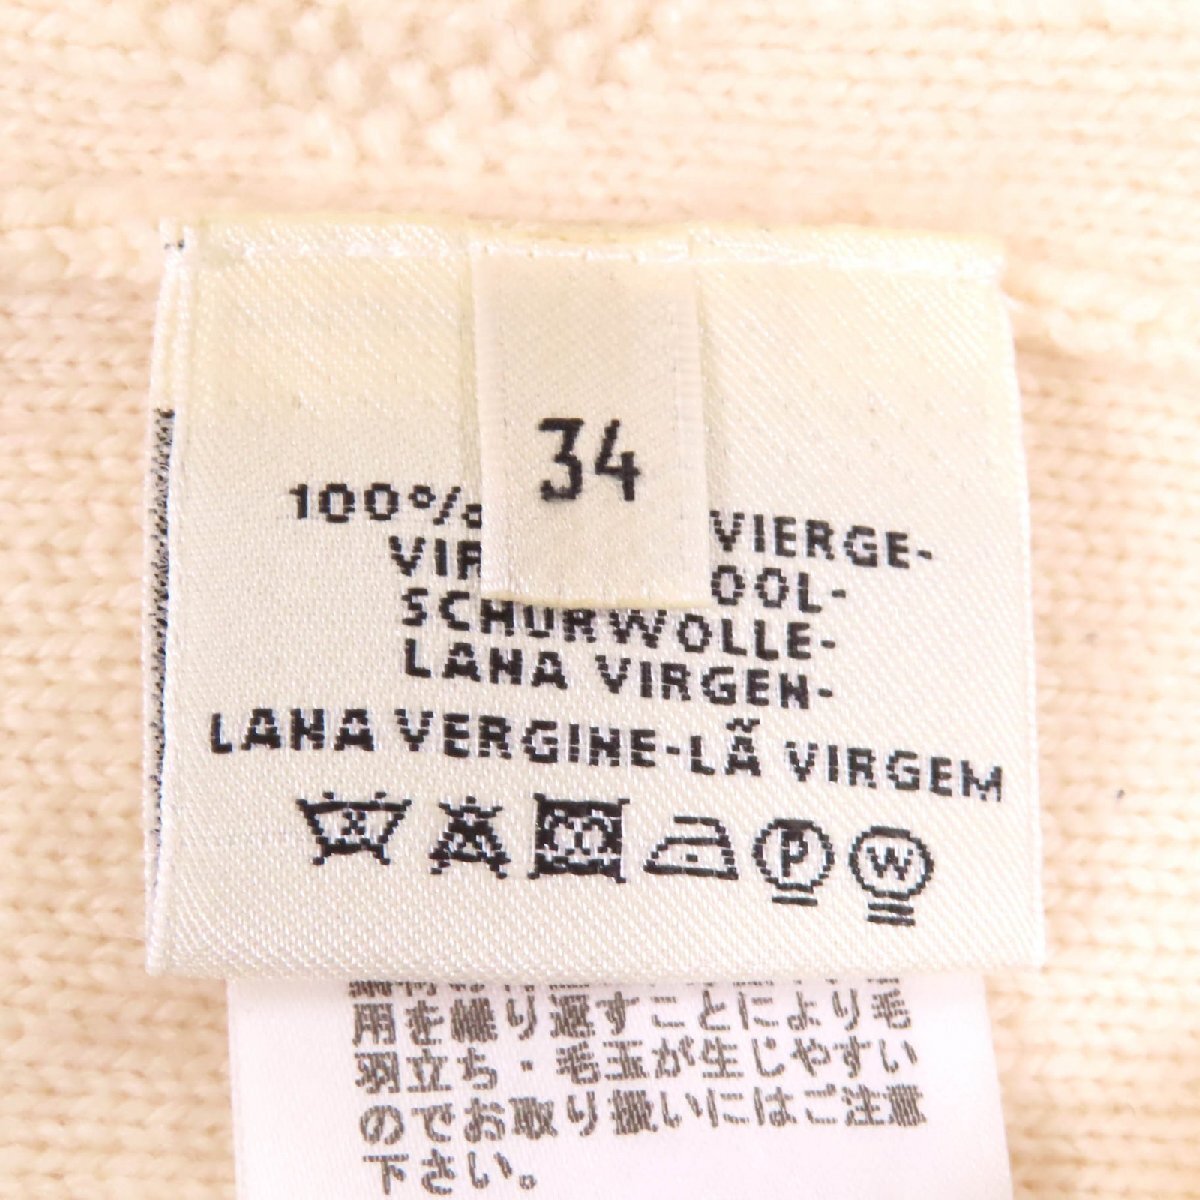 34
100% VIERGE-
SCHURWOLLE-
LANA VIRGEN-
LANA VERGINE-LÃ VIRGEM
P W
用を繰り返すことにより毛
羽立ち・毛玉が生じやすい
のでお取り扱いにはご注意
下さい。